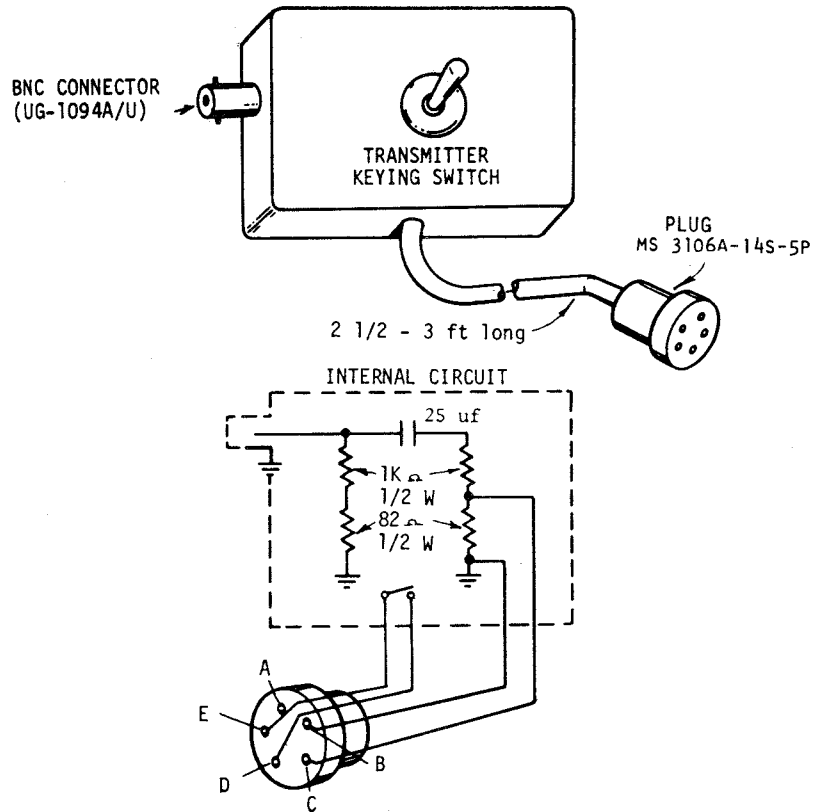 BNC CONNECTOR
(UG-1094A/U)
TRANSMITTER
KEYING SWITCH
PLUG
MS 3106A-14S-5P
2 1/2 - 3 ft long
INTERNAL CIRCUIT
25 uf
1K Ω
1/2 W
82 Ω
1/2 W
A
E
B
D
C